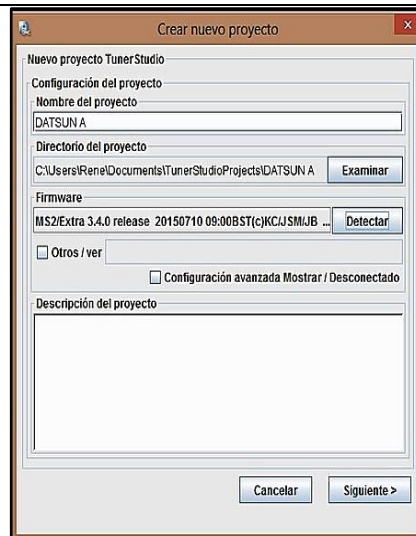 Crear nuevo proyecto
x
Nuevo proyecto TunerStudio
Configuración del proyecto
Nombre del proyecto
DATSUN A
Directorio del proyecto
C:\Users\Rene\Documents\TunerStudioProjects\DATSUN A Examinar
Firmware
MS2/Extra 3.4.0 release 20150710 09:00BST(c)KC/JSM/JB ... Detectar
Otros / ver
Configuración avanzada Mostrar / Desconectado
Descripción del proyecto
Cancelar Siguiente >